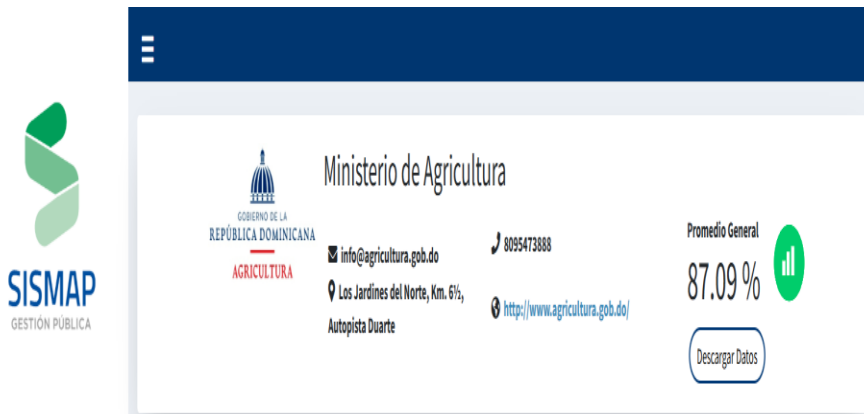 SISMAP
GESTIÓN PÚBLICA
GOBIERNO DE LA
REPÚBLICA DOMINICANA
AGRICULTURA
Ministerio de Agricultura
info@agricultura.gob.do
Los Jardines del Norte, Km. 6½,
Autopista Duarte
8095473888
http://www.agricultura.gob.do/
Promedio General
87.09 %
Descargar Datos